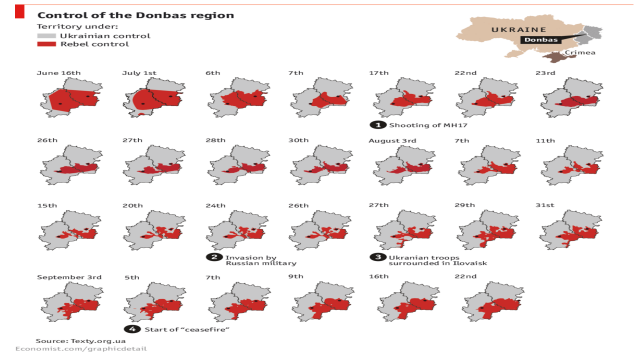 Control of the Donbas region
Territory under:
Ukrainian control
Rebel control
UKRAINE
Donbas
Crimea
June 16th
July 1st
6th
7th
17th
22nd
23rd
1 Shooting of MH17
26th
27th
28th
30th
August 3rd
7th
11th
15th
20th
24th
26th
27th
29th
31st
2 Invasion by
Russian military
3 Ukranian troops
surrounded in Ilovalsk
September 3rd
5th
7th
9th
16th
22nd
4 Start of “ceasefire”
Source: Texty.org.ua
Economist.com/graphicdetail